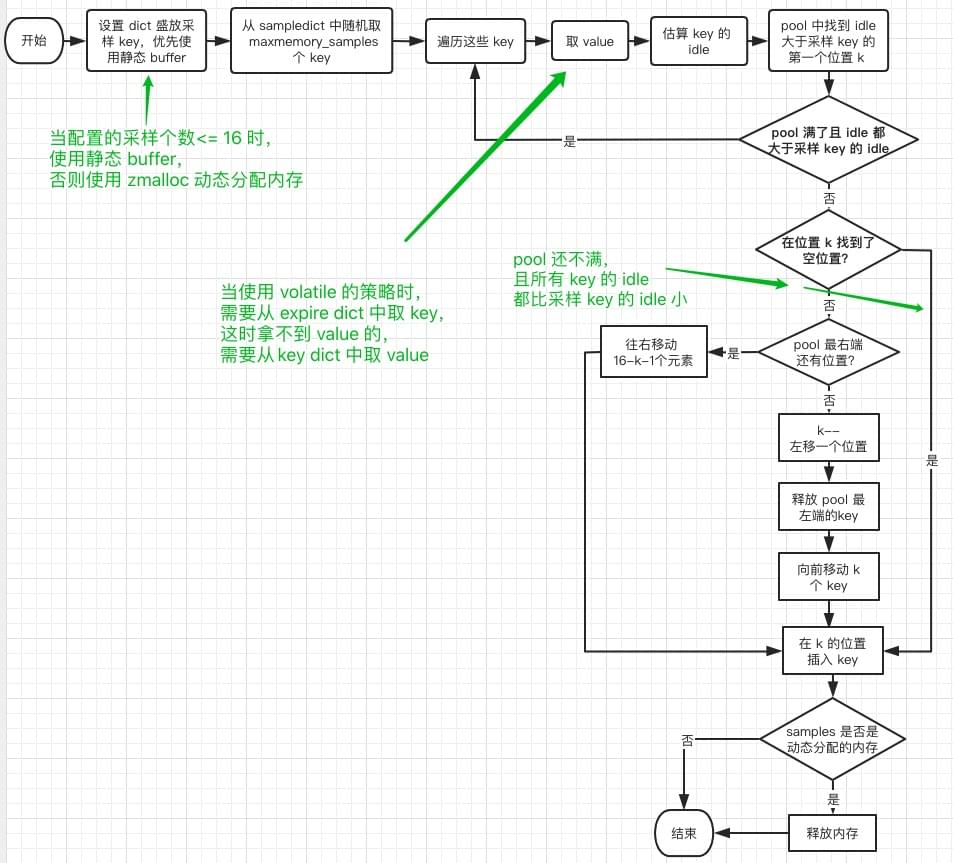 开始
设置 dict 盛放采
样 key，优先使
用静态 buffer
从 sampledict 中随机取
maxmemory_samples
个 key
遍历这些 key
取 value
估算 key 的
idle
pool 中找到 idle
大于采样 key 的
第一个位置 k
当配置的采样个数<= 16 时，
使用静态 buffer，
否则使用 zmalloc 动态分配内存
pool 满了且 idle 都
大于采样 key 的 idle
是
否
在位置 k 找到了
空位置？
pool 还不满，
且所有 key 的 idle
都比采样 key 的 idle 小
当使用 volatile 的策略时，
需要从 expire dict 中取 key，
这时拿不到 value 的，
需要从key dict 中取 value
否
pool 最右端
还有位置？
是
往右移动
16-k-1个元素
否
k--
左移一个位置
是
释放 pool 最
左端的key
向前移动 k
个 key
在 k 的位置
插入 key
samples 是否是
动态分配的内存
否
是
结束
释放内存